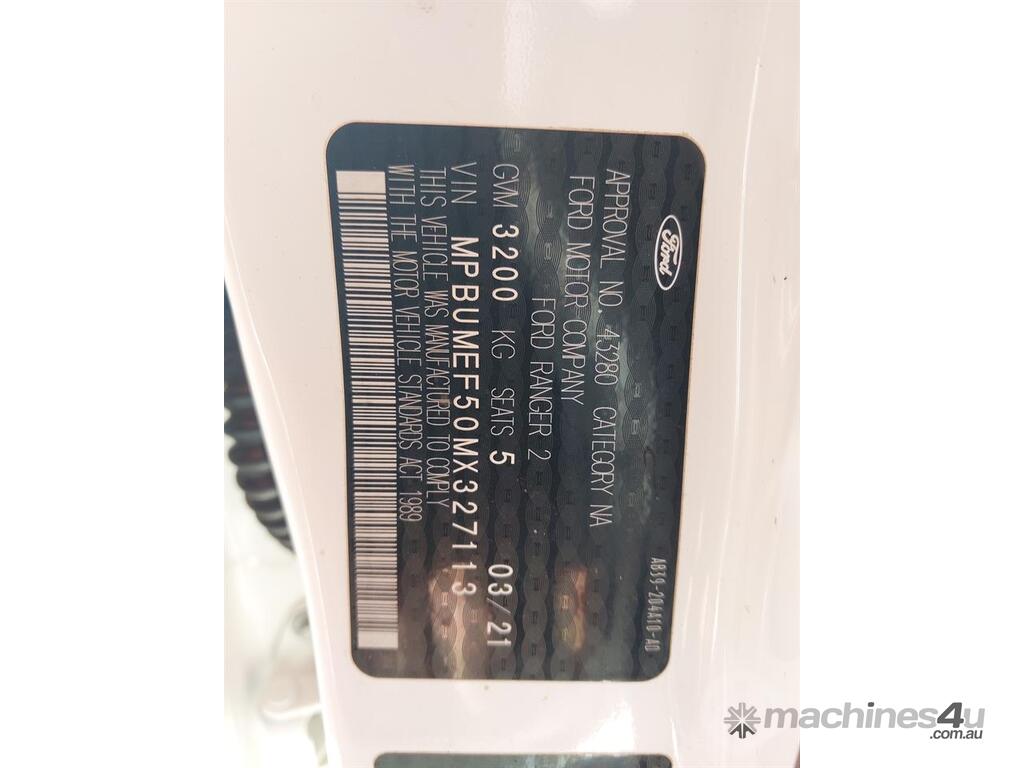 Ford
APPROVAL NO. 43280 CATEGORY NA
FORD MOTOR COMPANY
FORD RANGER 2
GVM 3200 KG SEATS 5 03/21
VIN MPBUMEF50MX327113
THIS VEHICLE WAS MANUFACTURED TO COMPLY
WITH THE MOTOR VEHICLE STANDARDS ACT 1989
AB39-204A10-AD
machines4u
.com.au